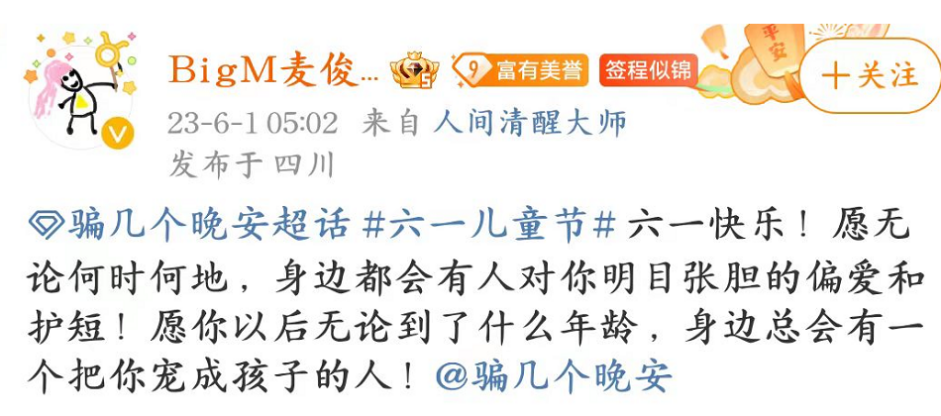 BigM麦俊... 5 9 富有美誉 签程似锦 平安 十关注
23-6-1 05:02 来自 人间清醒大师
发布于 四川
骗几个晚安超话 #六一儿童节# 六一快乐！愿无
论何时何地，身边都会有人对你明目张胆的偏爱和
护短！愿你以后无论到了什么年龄，身边总会有一
个把你宠成孩子的人！@骗几个晚安